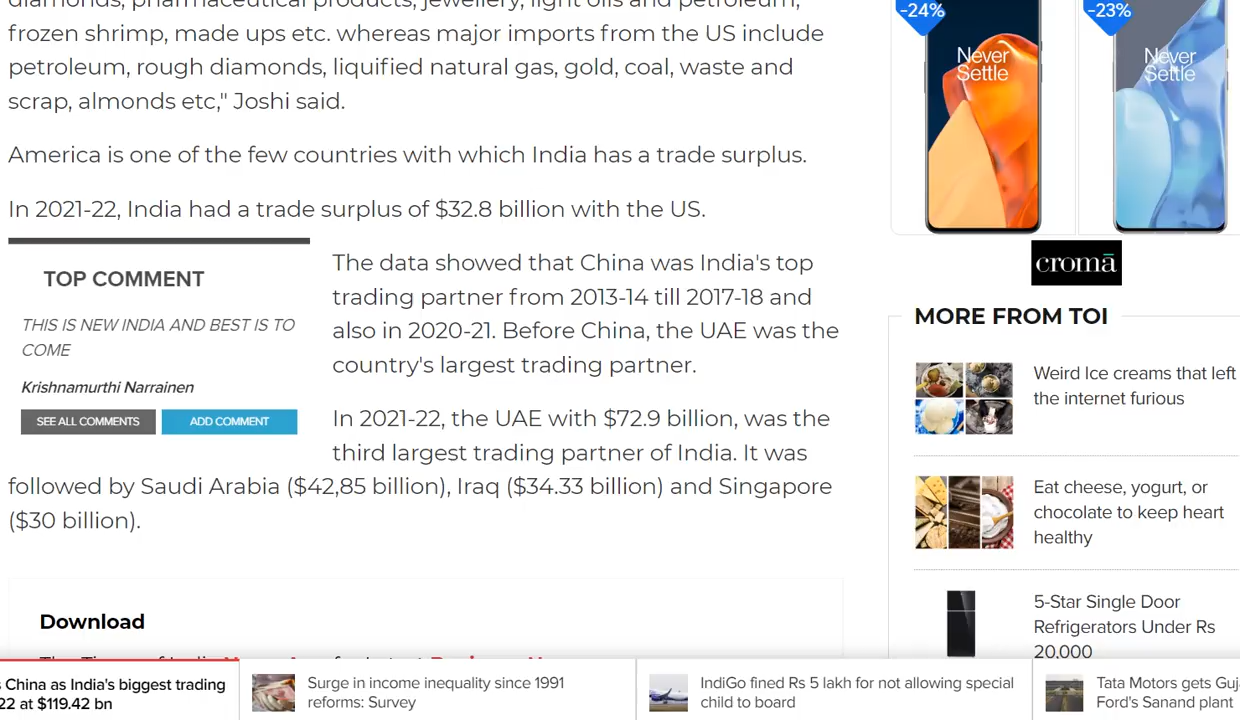 diamonds, pharmaceutical products, jewellery, light oils and petroleum,
frozen shrimp, made ups etc. whereas major imports from the US include
petroleum, rough diamonds, liquified natural gas, gold, coal, waste and
scrap, almonds etc," Joshi said.
America is one of the few countries with which India has a trade surplus.
In 2021-22, India had a trade surplus of $32.8 billion with the US.
TOP COMMENT
THIS IS NEW INDIA AND BEST IS TO
COME
Krishnamurthi Narrainen
SEE ALL COMMENTS
ADD COMMENT
The data showed that China was India's top
trading partner from 2013-14 till 2017-18 and
also in 2020-21. Before China, the UAE was the
country's largest trading partner.
In 2021-22, the UAE with $72.9 billion, was the
third largest trading partner of India. It was
followed by Saudi Arabia ($42,85 billion), Iraq ($34.33 billion) and Singapore
($30 billion).
Download
-24%
Never
Settle
-23%
Never
Settle
cromā
MORE FROM TOI
Weird Ice creams that left
the internet furious
Eat cheese, yogurt, or
chocolate to keep heart
healthy
5-Star Single Door
Refrigerators Under Rs
20,000
s China as India's biggest trading
22 at $119.42 bn
Surge in income inequality since 1991
reforms: Survey
IndiGo fined Rs 5 lakh for not allowing special
child to board
Tata Motors gets Guj
Ford's Sanand plant